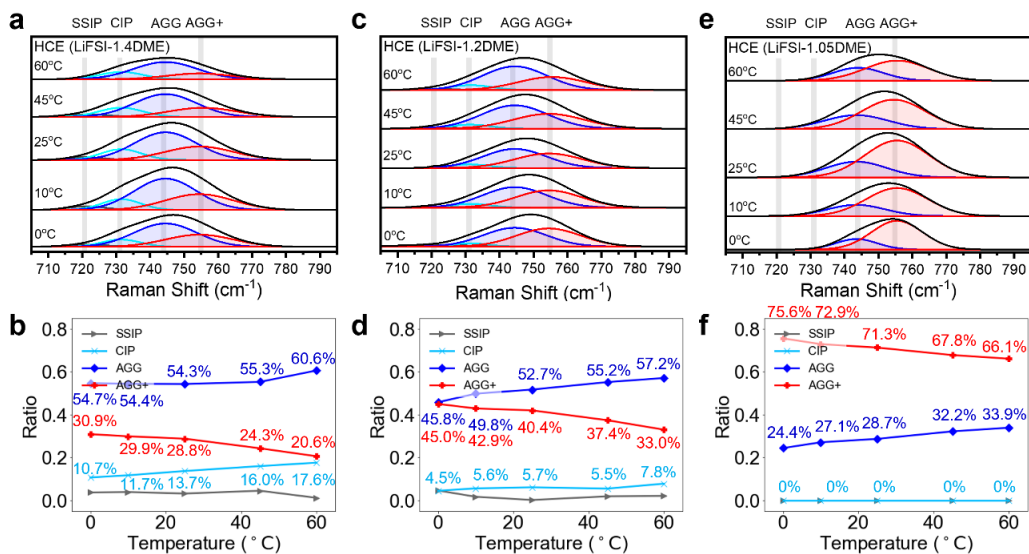 a
SSIP CIP AGG AGG+
HCE (LiFSI-1.4DME)
60°C
45°C
25°C
10°C
0°C
710 720 730 740 750 760 770 780 790
Raman Shift (cm-1)
c
SSIP CIP AGG AGG+
HCE (LiFSI-1.2DME)
60°C
45°C
25°C
10°C
0°C
710 720 730 740 750 760 770 780 790
Raman Shift (cm-1)
e
SSIP CIP AGG AGG+
HCE (LiFSI-1.05DME)
60°C
45°C
25°C
10°C
0°C
710 720 730 740 750 760 770 780 790
Raman Shift (cm-1)
b
0.8
0.6
0.4
0.2
0.0
Ratio
SSIP
CIP
AGG
AGG+
54.7% 54.4% 54.3% 55.3% 60.6%
30.9% 29.9% 28.8% 24.3% 20.6%
10.7% 11.7% 13.7% 16.0% 17.6%
0 25 50
Temperature (°C)
d
0.8
0.6
0.4
0.2
0.0
Ratio
SSIP
CIP
AGG
AGG+
45.8% 49.8% 52.7% 55.2% 57.2%
45.0% 42.9% 40.4% 37.4% 33.0%
4.5% 5.6% 5.7% 5.5% 7.8%
0 25 50
Temperature (°C)
f
0.8
0.6
0.4
0.2
0.0
Ratio
75.6% 72.9% 71.3% 67.8% 66.1%
SSIP
CIP
AGG
AGG+
24.4% 27.1% 28.7% 32.2% 33.9%
0% 0% 0% 0% 0%
0 25 50
Temperature (°C)